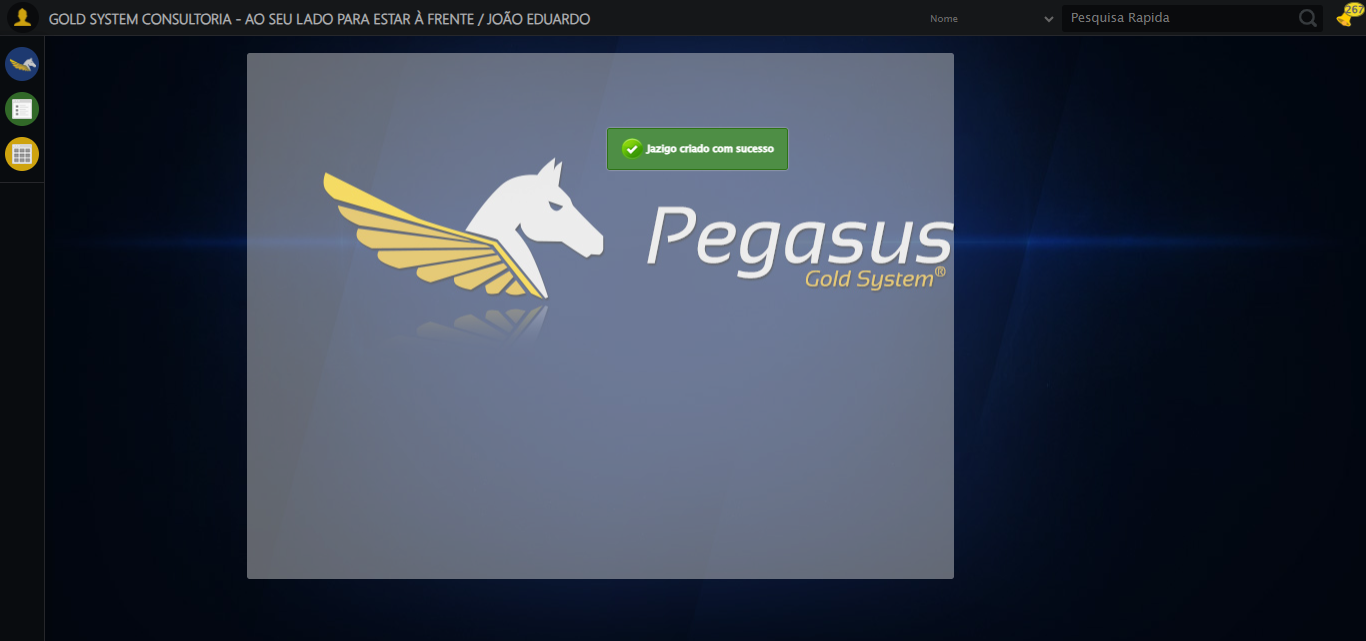 GOLD SYSTEM CONSULTORIA - AO SEU LADO PARA ESTAR À FRENTE / JOÃO EDUARDO
Nome
Pesquisa Rapida
267
Jazigo criado com sucesso
Pegasus
Gold System®